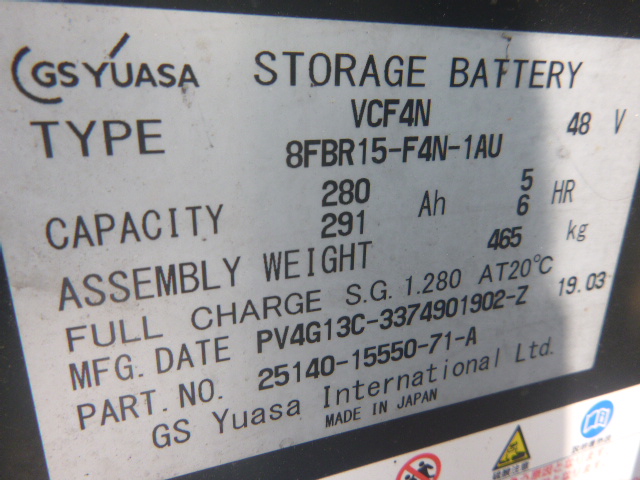 GS YUASA STORAGE BATTERY
TYPE VCF4N 48 V
8FBR15-F4N-1AU
CAPACITY 280 Ah 5 HR
291 6
ASSEMBLY WEIGHT 465 kg
FULL CHARGE S.G. 1.280 AT20℃
MFG. DATE PV4G13C-3374901902-Z 19.03
PART.NO. 25140-15550-71-A
GS Yuasa International Ltd.
MADE IN JAPAN